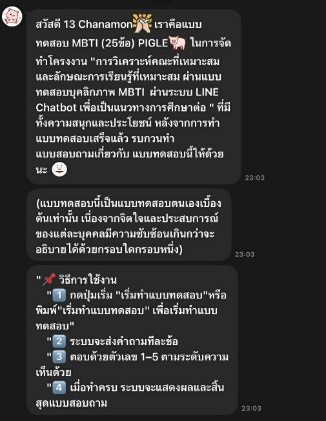 สวัสดี 13 Chanamon🎉 เราคือแบบ
ทดสอบ MBTI (25ข้อ) PIGLE🐖 ในการจัด
ทำโครงงาน "การวิเคราะห์คณะที่เหมาะสม
และลักษณะการเรียนรู้ที่เหมาะสม ผ่านแบบ
ทดสอบบุคลิกภาพ MBTI ผ่านระบบ LINE
Chatbot เพื่อเป็นแนวทางการศึกษาต่อ " ที่มี
ทั้งความสนุกและประโยชน์ หลังจากการทำ
แบบทดสอบเสร็จแล้ว รบกวนทำ
แบบสอบถามเกี่ยวกับ แบบทดสอบนี้ให้ด้วย
นะ
23:03
(แบบทดสอบนี้เป็นแบบทดสอบตนเองเบื้อง
ต้นเท่านั้น เนื่องจากจิตใจและประสบการณ์
ของแต่ละบุคคลมีความซับซ้อนเกินกว่าจะ
อธิบายได้ด้วยกรอบใดกรอบหนึ่ง)
23:03
"📌 วิธีการใช้งาน
"1️⃣ กดปุ่มเริ่ม "เริ่มทำแบบทดสอบ"หรือ
พิมพ์"เริ่มทำแบบทดสอบ" เพื่อเริ่มทำแบบ
ทดสอบ"
"2️⃣ ระบบจะส่งคำถามทีละข้อ
"3️⃣ ตอบด้วยตัวเลข 1–5 ตามระดับความ
เห็นด้วย
"4️⃣ เมื่อทำครบ ระบบจะแสดงผลและสิ้น
สุดแบบสอบถาม
23:03